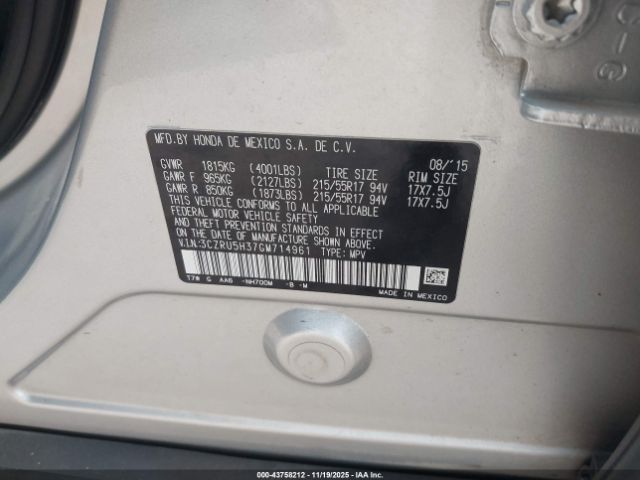 MFD.BY HONDA DE MEXICO S.A. DE C.V. 08/'15
GVWR 1815KG (4001LBS) TIRE SIZE RIM SIZE
GAWR F 965KG (2127LBS) 215/55R17 94V 17X7.5J
GAWR R 850KG (1873LBS) 215/55R17 94V 17X7.5J
THIS VEHICLE CONFORMS TO ALL APPLICABLE
FEDERAL MOTOR VEHICLE SAFETY
AND THEFT PREVENTION STANDARDS IN EFFECT
ON THE DATE OF MANUFACTURE SHOWN
ABOVE.
V.I.N.:3CZRU5H37GM714961 TYPE: MPV
T7W G AA6 -NH700M -B -M
MADE IN MEXICO
000-43758212 - 11/19/2025 - IAA Inc.